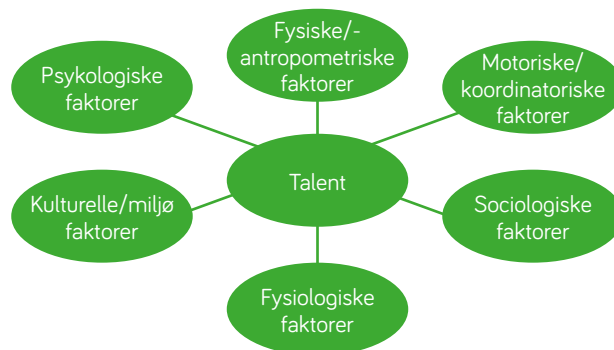 Fysiske/-
antropometriske
faktorer
Psykologiske
faktorer
Motoriske/
koordinatoriske
faktorer
Talent
Kulturelle/miljø
faktorer
Sociologiske
faktorer
Fysiologiske
faktorer